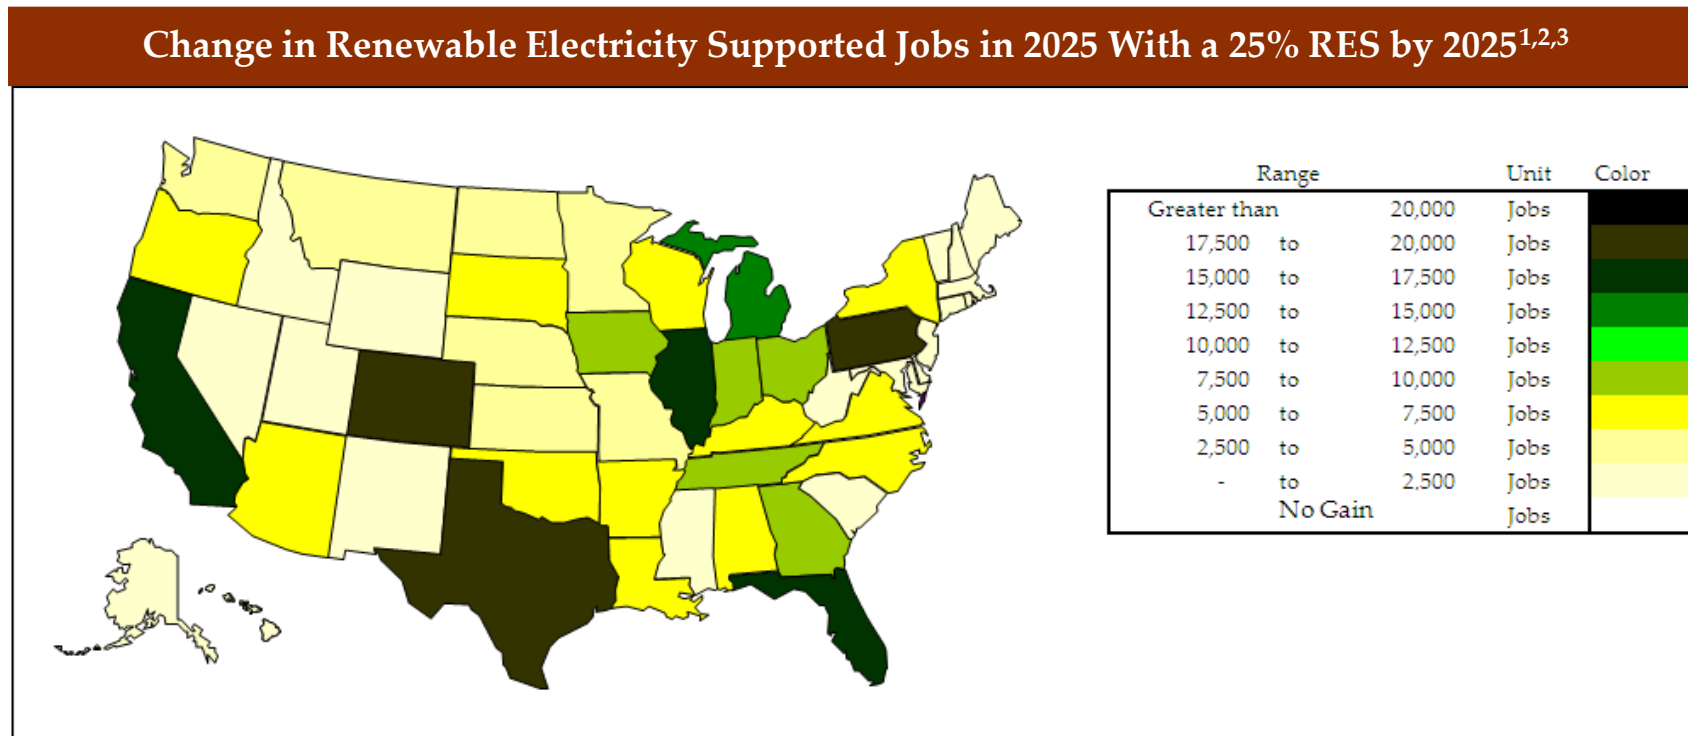 Change in Renewable Electricity Supported Jobs in 2025 With a 25% RES by 2025¹,²,³
Range Unit Color
Greater than 20,000 Jobs
17,500 to 20,000 Jobs
15,000 to 17,500 Jobs
12,500 to 15,000 Jobs
10,000 to 12,500 Jobs
7,500 to 10,000 Jobs
5,000 to 7,500 Jobs
2,500 to 5,000 Jobs
- to 2,500 Jobs
No Gain Jobs